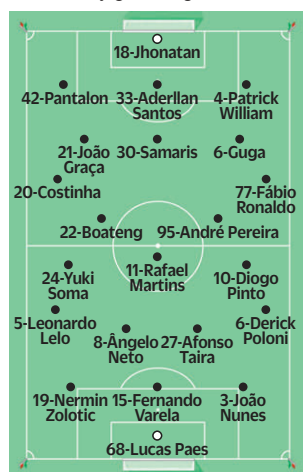 18-Jhonatan
42-Pantalon
33-Aderllan
Santos
4-Patrick
William
21-João
Graça
30-Samaris
6-Guga
20-Costinha
77-Fábio
Ronaldo
22-Boateng
95-André Pereira
24-Yuki
Soma
11-Rafael
Martins
10-Diogo
Pinto
5-Leonardo
Lelo
8-Ângelo
Neto
27-Afonso
Taira
6-Derick
Poloni
19-Nermin
Zolotic
15-Fernando
Varela
3-João
Nunes
68-Lucas Paes